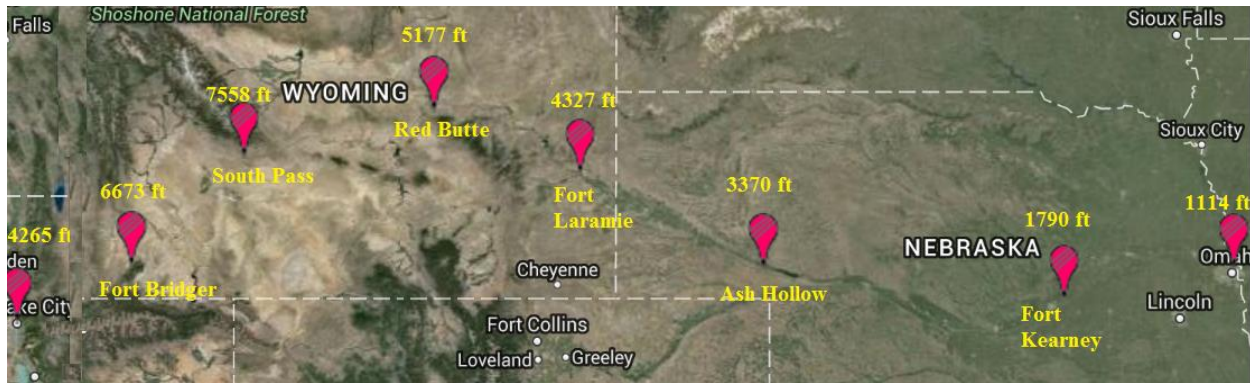 Shoshone National Forest
Falls
Sioux Falls
5177 ft
7558 ft
WYOMING
4327 ft
Red Butte
Sioux City
South Pass
6673 ft
Fort
Laramie
3370 ft
1790 ft
1114 ft
4265 ft
NEBRASKA
den
Fort Bridger
Cheyenne
Ash Hollow
Omah
ake City
Lincoln
Fort
Kearney
Fort Collins
Loveland
Greeley